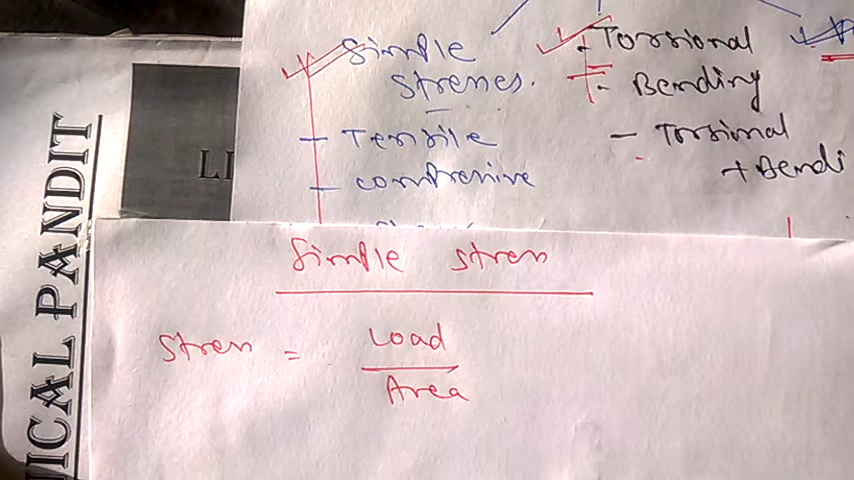 Simple
stresses.
- Tensile
- compressive
- Torsional
- Bending
- Torsional
+ Bendi
Simple stress
Stress = Load
Area
ICAL PANDIT
LI